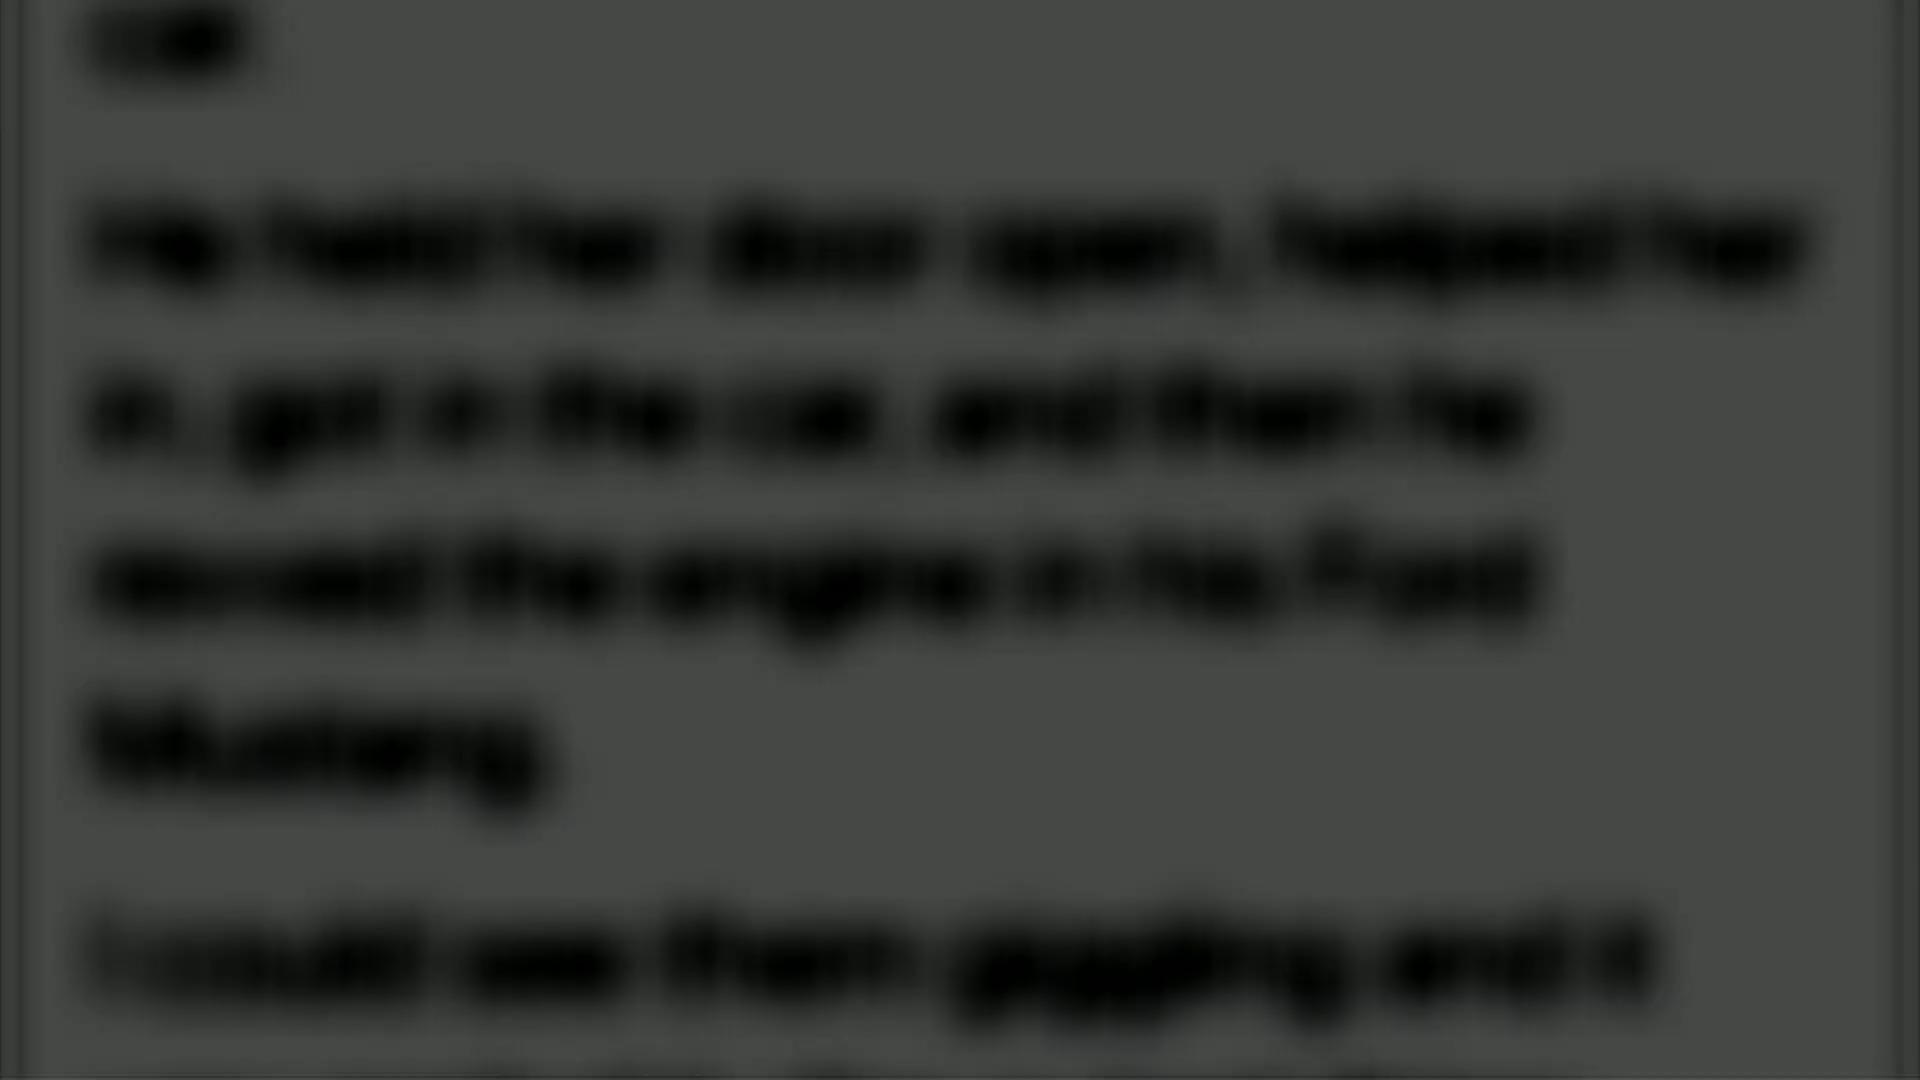 car.
He held her door open, helped her
in, got in the car, and then he
revved the engine in his Ford
Mustang.
I could see them giggling and it